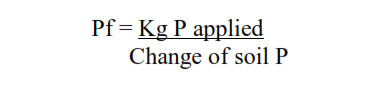 Pf = Kg P applied
Change of soil P